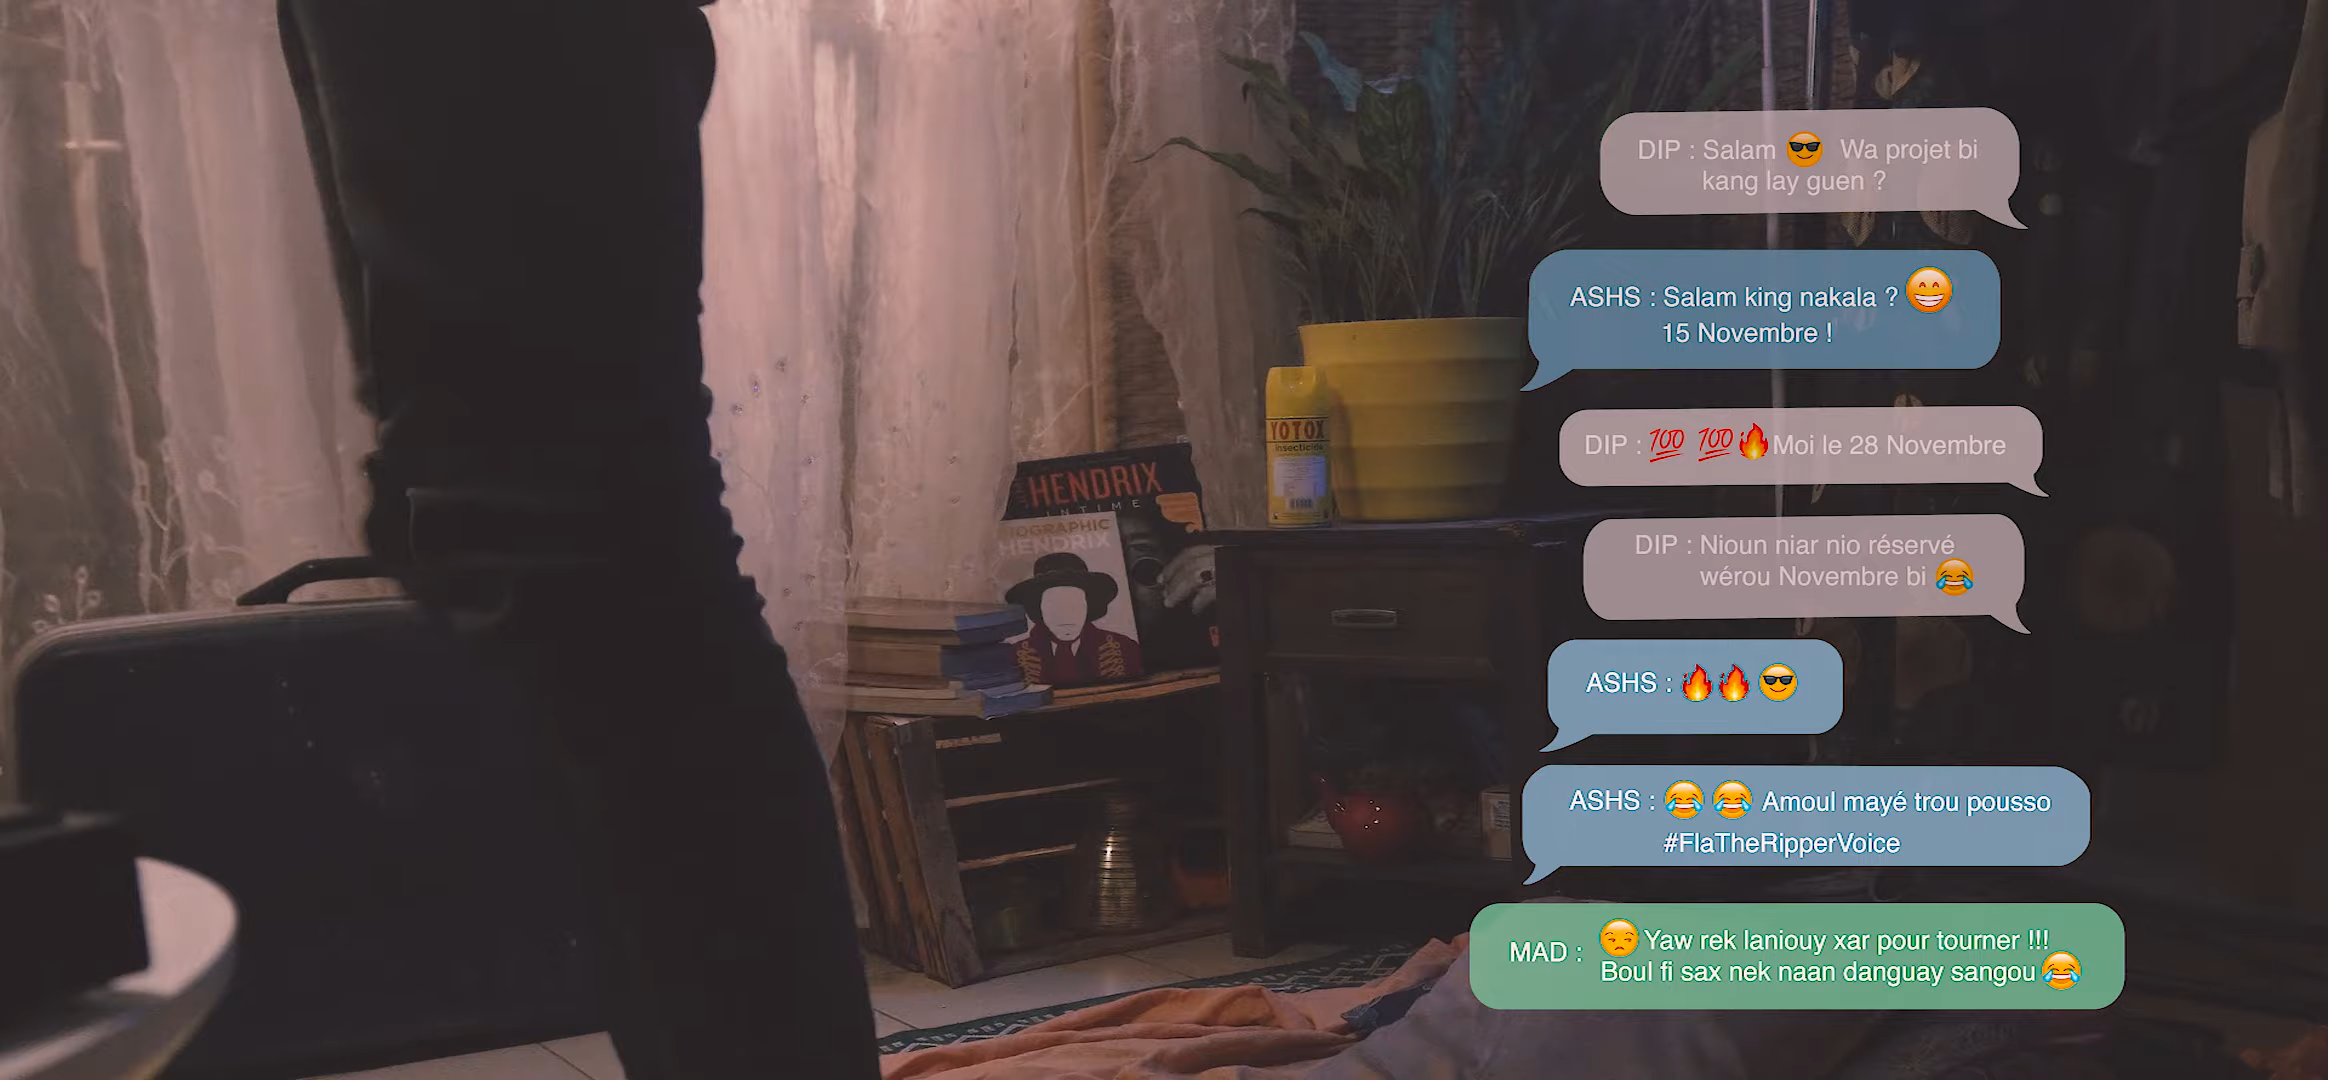 DIP : Salam 😎 Wa projet bi
kang lay guen ?
ASHS : Salam king nakala ? 😁
15 Novembre !
DIP : 💯 💯🔥Moi le 28 Novembre
DIP : Nioun niar nio réservé
wérou Novembre bi 😂
ASHS : 🔥🔥😎
ASHS : 😂 😂 Amoul mayé trou pousso
#FlaTheRipperVoice
MAD : 😒Yaw rek laniouy xar pour tourner !!!
Boul fi sax nek naan danguay sangou😂
YOTOX
insecticide
HENDRIX
INTIME
HENDRIX